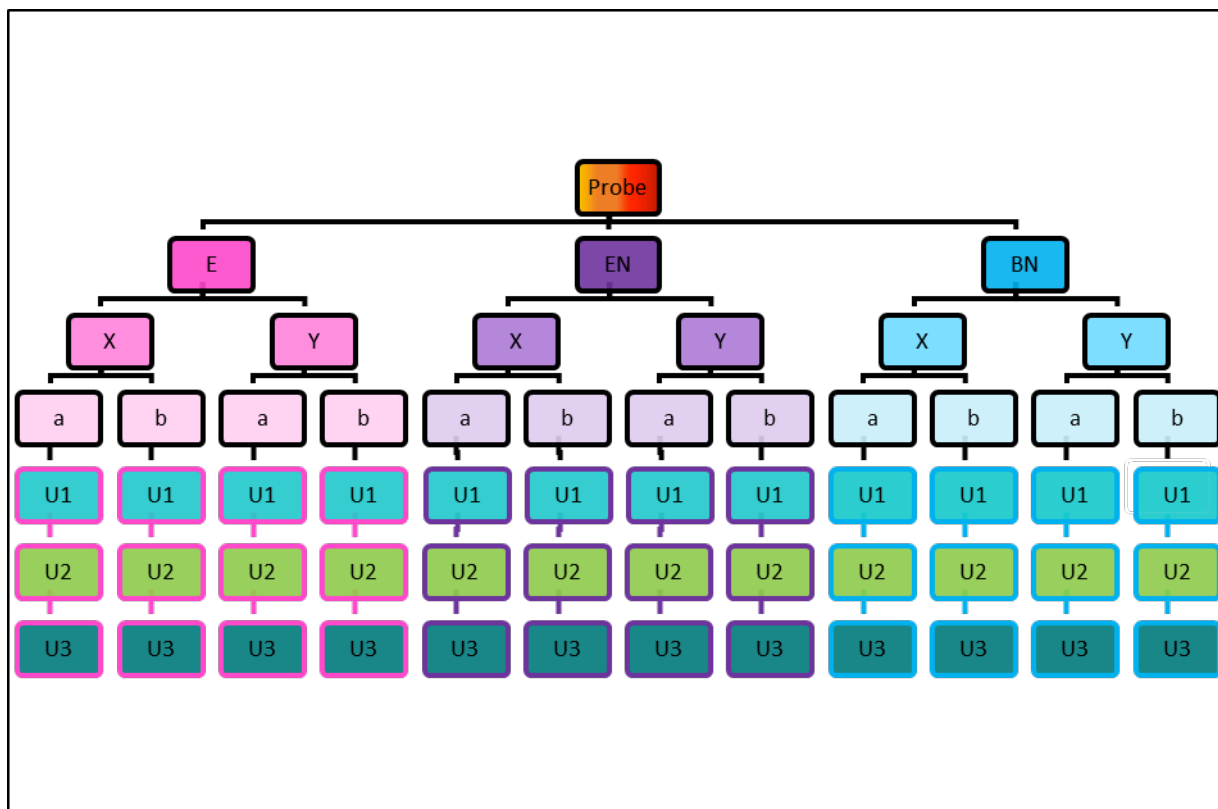 Probe
E EN BN
X Y X Y X Y
a b a b a b a b a b a b
U1 U1 U1 U1 U1 U1 U1 U1 U1 U1 U1 U1
U2 U2 U2 U2 U2 U2 U2 U2 U2 U2 U2 U2
U3 U3 U3 U3 U3 U3 U3 U3 U3 U3 U3 U3